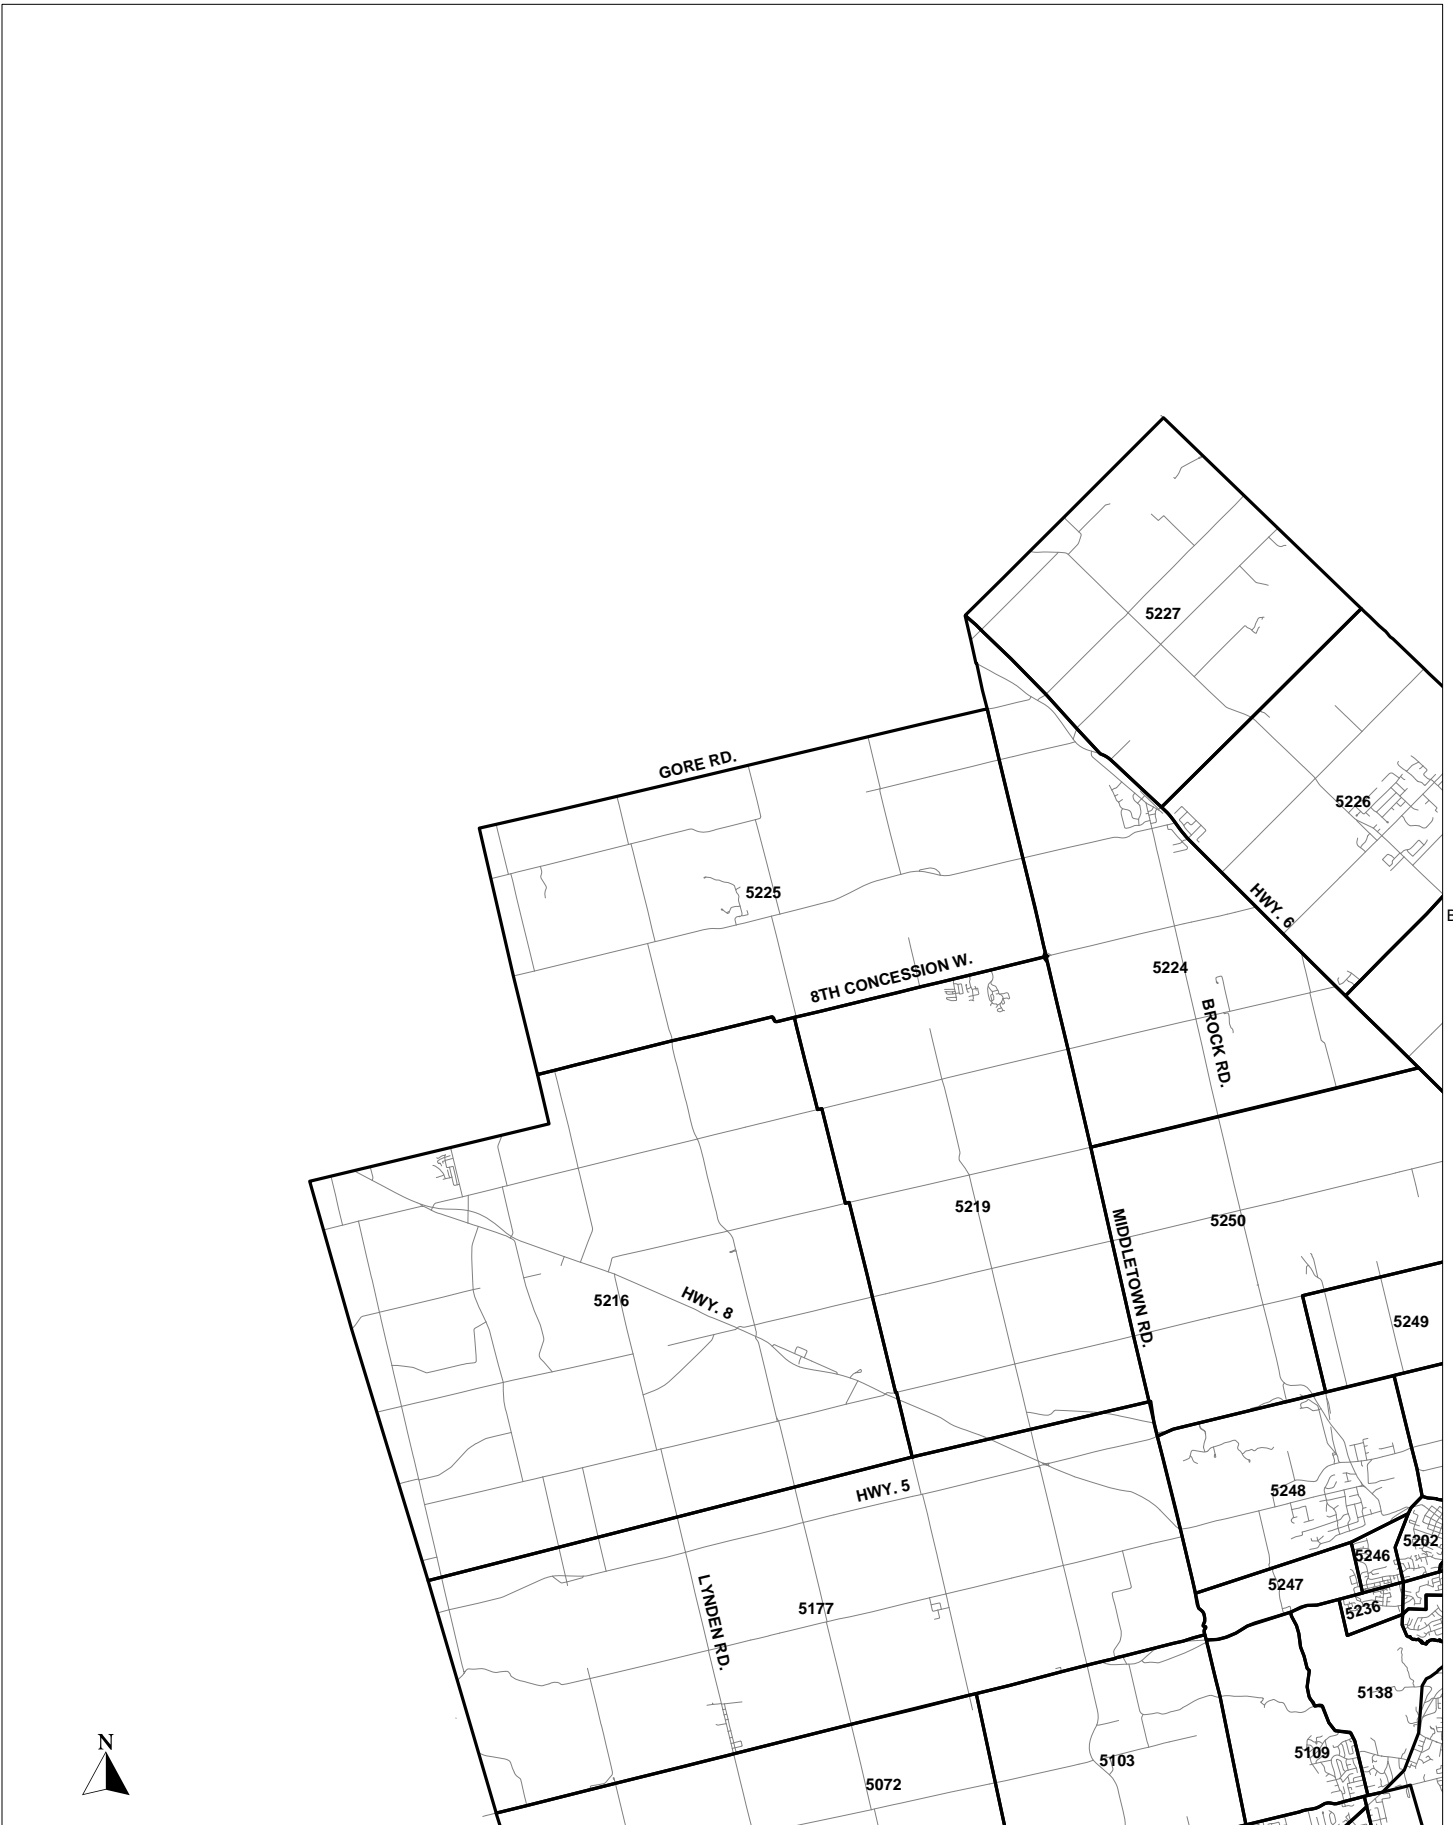 5227
GORE RD.
5226
5225
HWY. 6
E
8TH CONCESSION W.
5224
BROCK RD.
5219
5250
MIDDLETOWN RD.
5216
HWY. 8
5249
HWY. 5
5248
5202
5246
5247
LYNDEN RD.
5177
5236
5138
N
5109
5103
5072